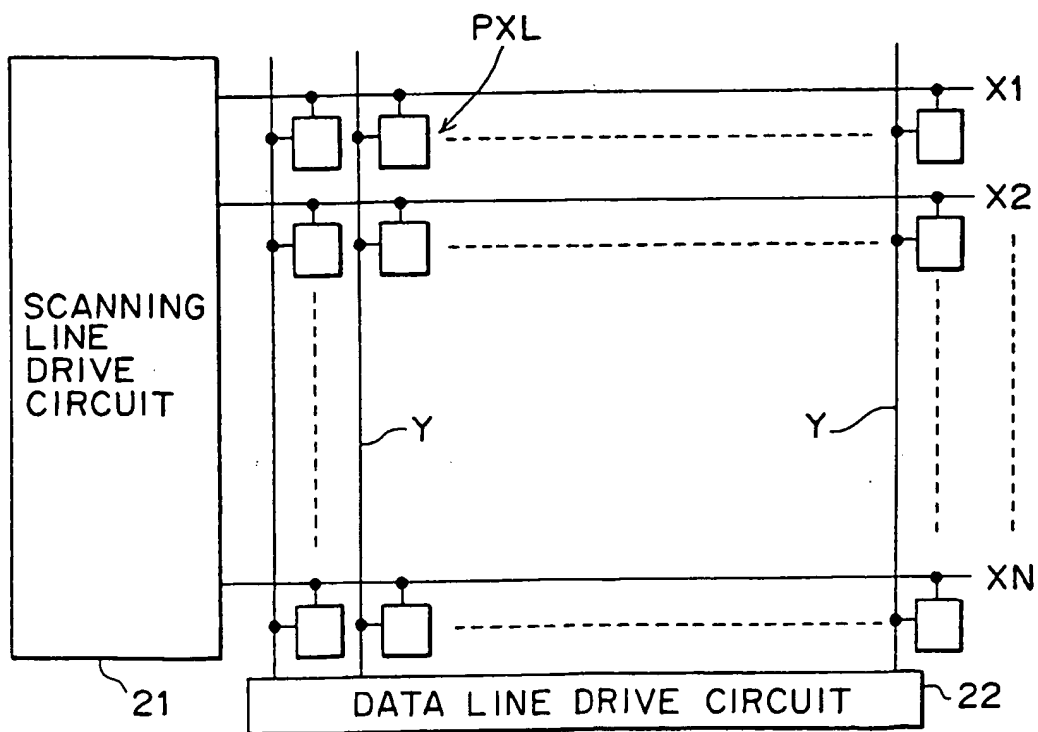 PXL
X1
X2
SCANNING
LINE
DRIVE
CIRCUIT
Y
Y
XN
21
DATA LINE DRIVE CIRCUIT
22